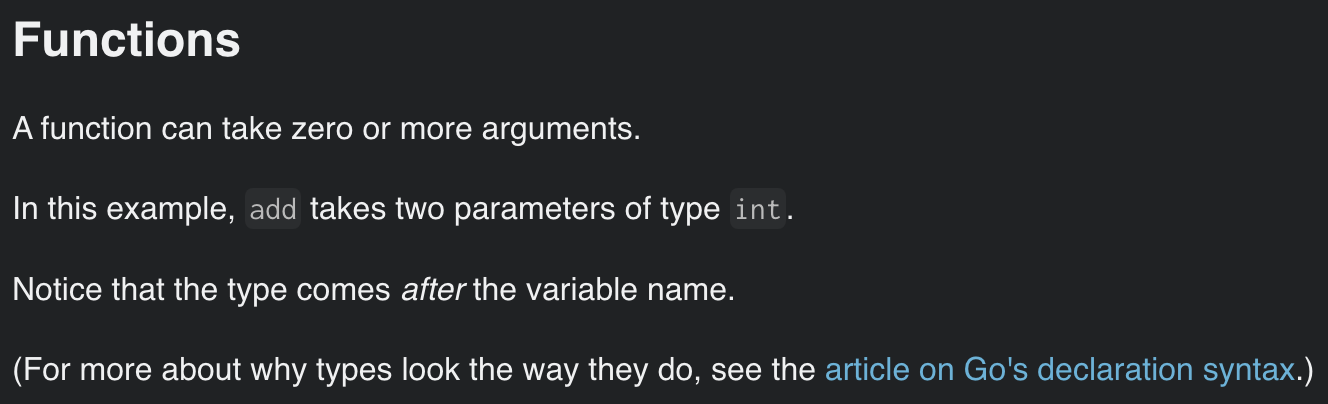 Functions
A function can take zero or more arguments.
In this example, add takes two parameters of type int.
Notice that the type comes after the variable name.
(For more about why types look the way they do, see the article on Go's declaration syntax.)